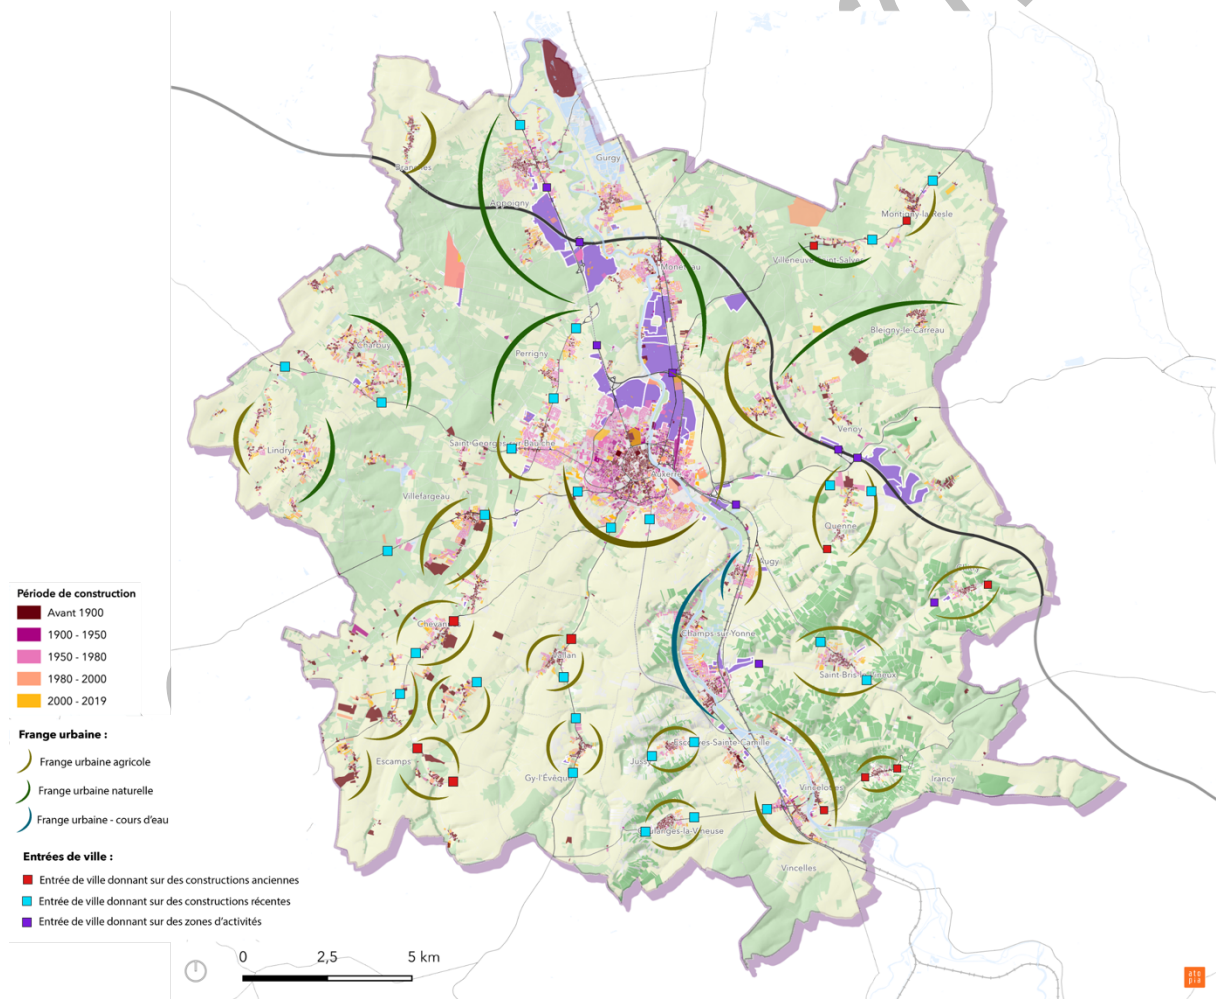 Gurgy
Branches
Appoigny
Montigny-la-Resle
Villeneuve-Saint-Salves
Monéteau
Bleigny-le-Carreau
Charbuy
Perrigny
Venoy
Saint-Georges-sur-Baulche
Lindry
Auxerre
Villefargeau
Quenne
Augy
Période de construction
Avant 1900
1900 - 1950
1950 - 1980
1980 - 2000
2000 - 2019
Chevannes
Champs-sur-Yonne
Vallan
Saint-Bris-le-Vineux
Frange urbaine :
Frange urbaine agricole
Frange urbaine naturelle
Frange urbaine - cours d'eau
Escolives-Sainte-Camille
Escamps
Jussy
Gy-l'Évêque
Irancy
Vincelottes
Coulanges-la-Vineuse
Vincelles
Entrées de ville :
Entrée de ville donnant sur des constructions anciennes
Entrée de ville donnant sur des constructions récentes
Entrée de ville donnant sur des zones d'activités
0 2,5 5 km
ato
pia